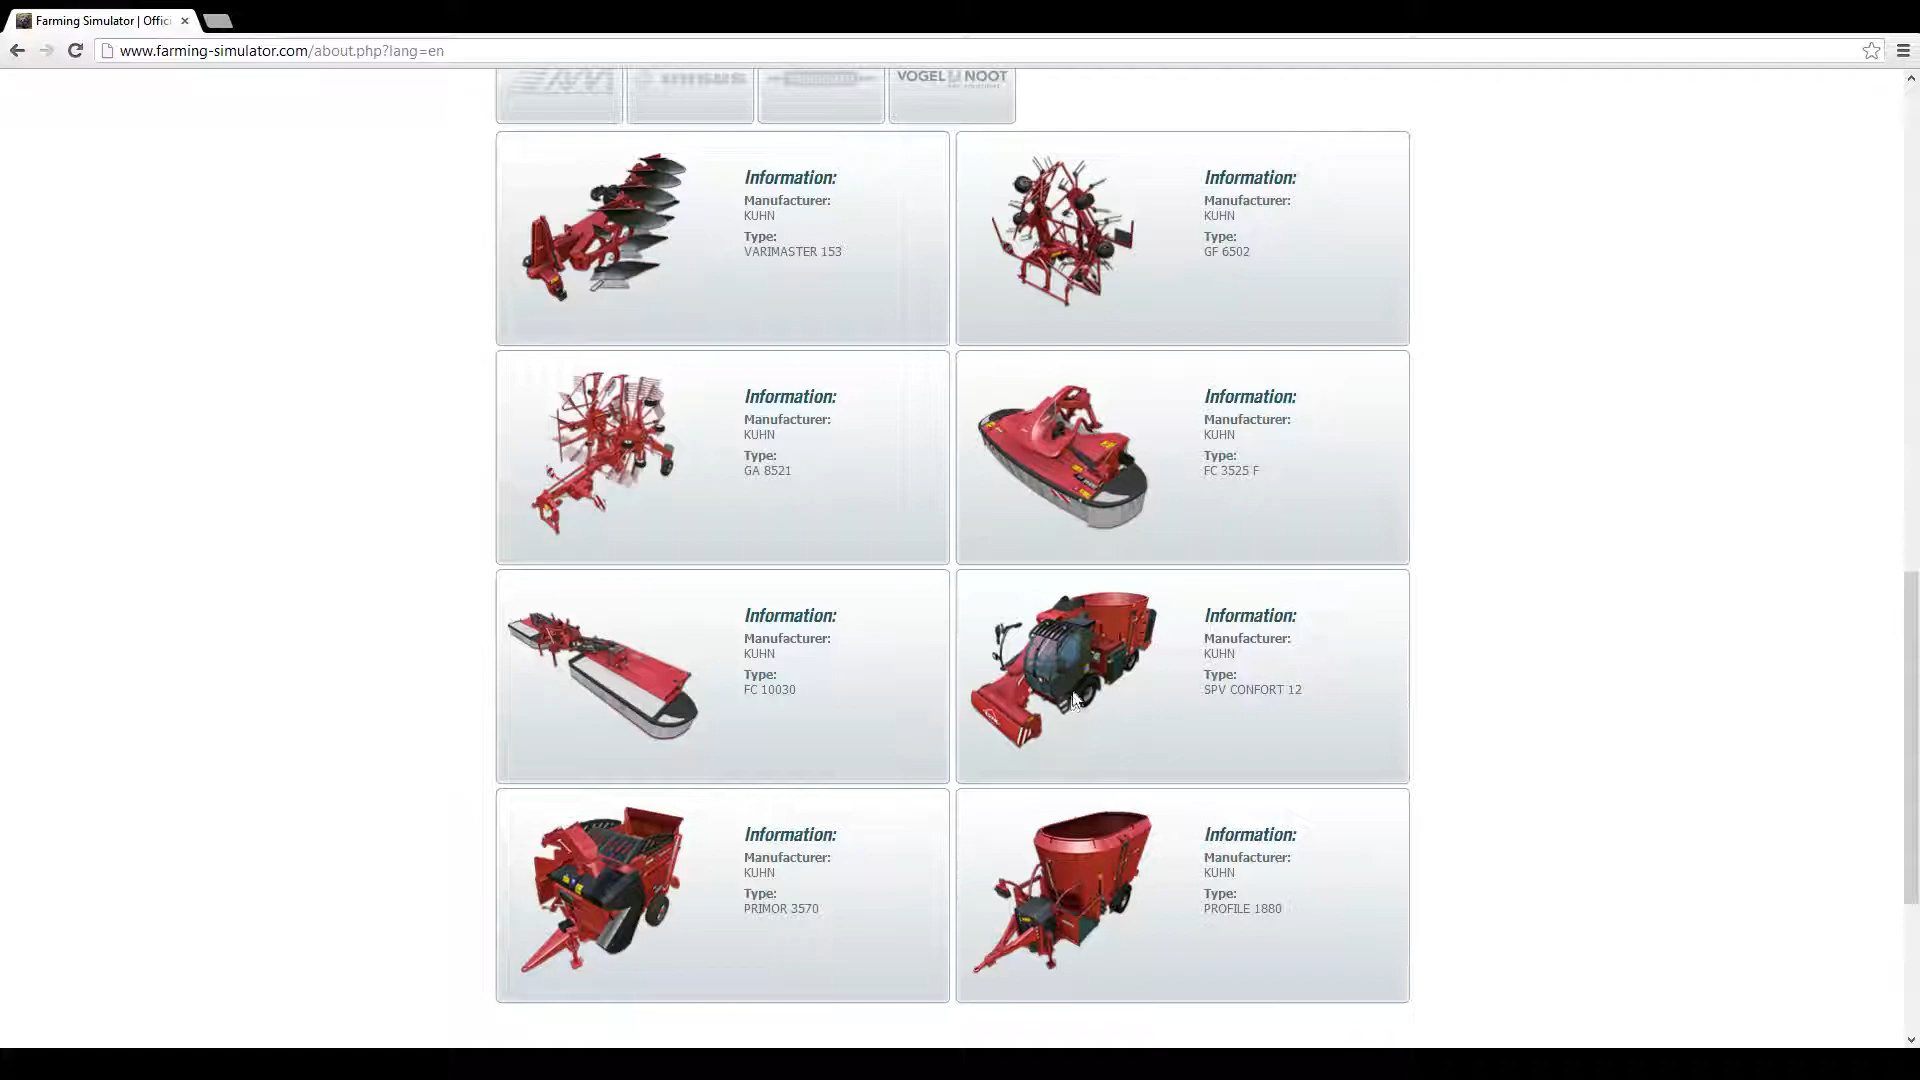 Farming Simulator | Offici
www.farming-simulator.com/about.php?lang=en
VOGEL NOOT
Information:
Manufacturer:
KUHN
Type:
VARIMASTER 153
Information:
Manufacturer:
KUHN
Type:
GF 6502
Information:
Manufacturer:
KUHN
Type:
GA 8521
Information:
Manufacturer:
KUHN
Type:
FC 3525 F
Information:
Manufacturer:
KUHN
Type:
FC 10030
Information:
Manufacturer:
KUHN
Type:
SPV CONFORT 12
Information:
Manufacturer:
KUHN
Type:
PRIMOR 3570
Information:
Manufacturer:
KUHN
Type:
PROFILE 1880